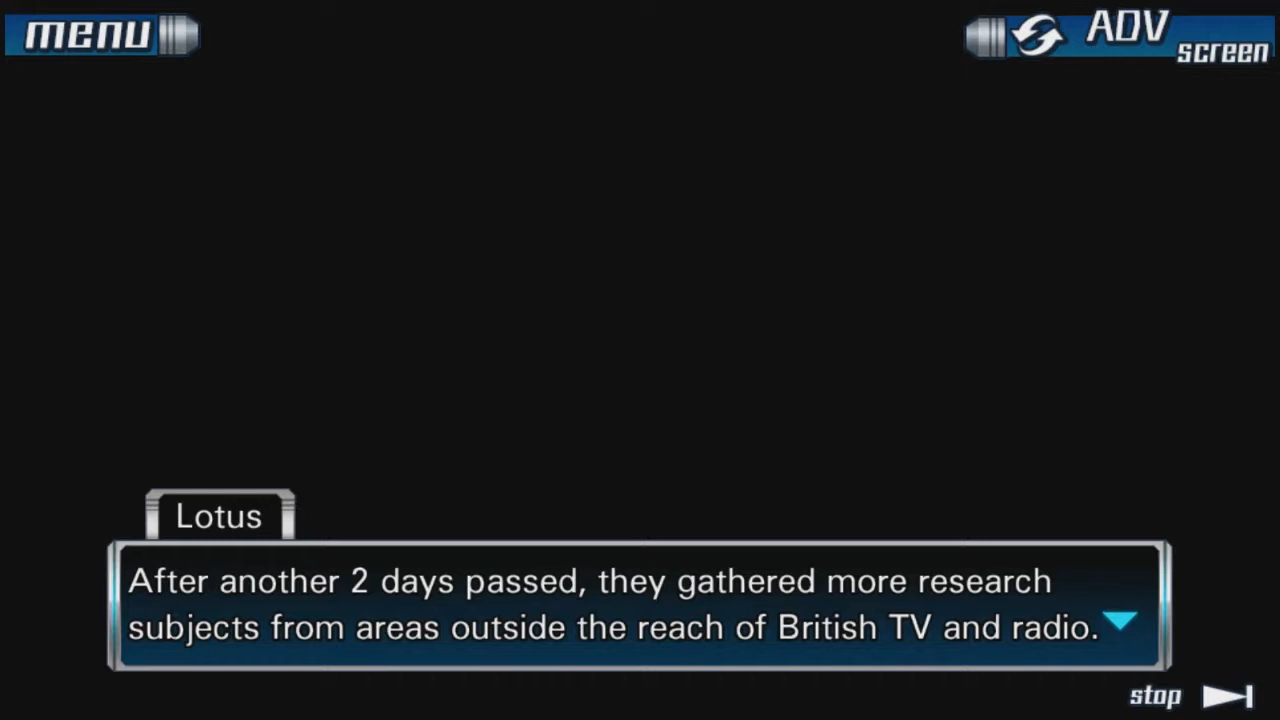 menu
ADV
screen
Lotus
After another 2 days passed, they gathered more research
subjects from areas outside the reach of British TV and radio.
stop